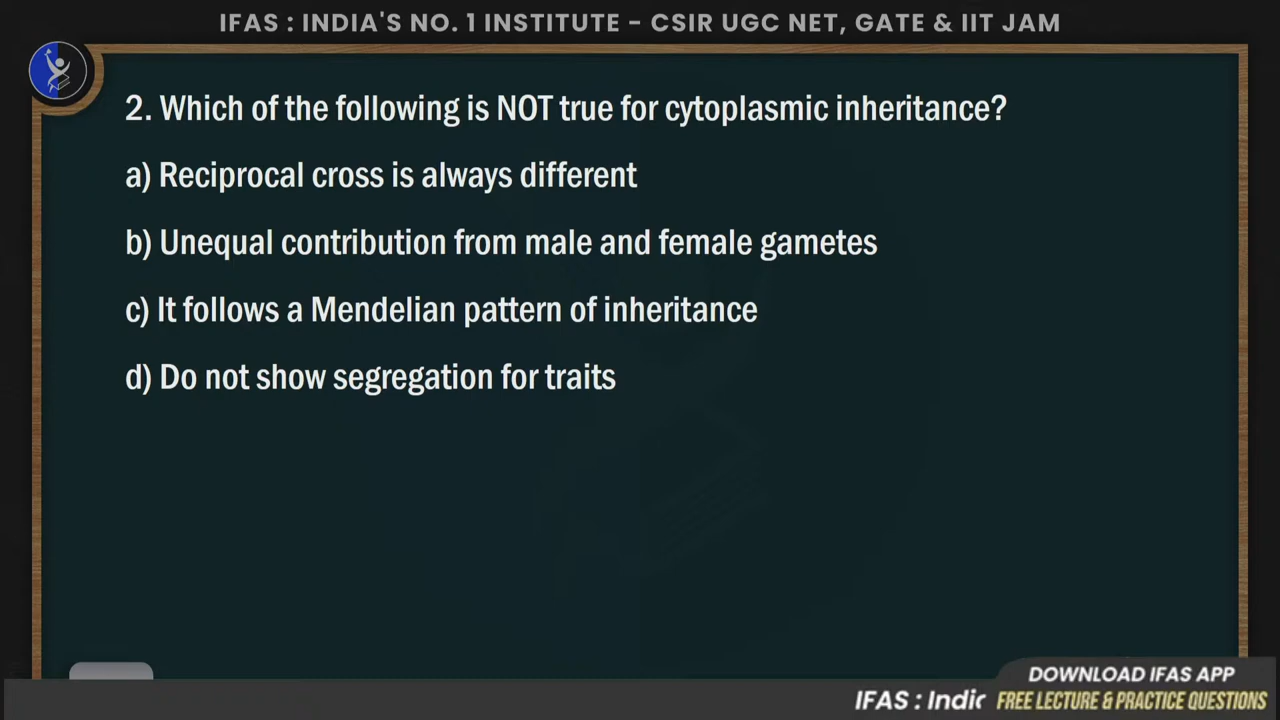 IFAS : INDIA'S NO. 1 INSTITUTE - CSIR UGC NET, GATE & IIT JAM
2. Which of the following is NOT true for cytoplasmic inheritance?
a) Reciprocal cross is always different
b) Unequal contribution from male and female gametes
c) It follows a Mendelian pattern of inheritance
d) Do not show segregation for traits
DOWNLOAD IFAS APP
IFAS : Indi FREE LECTURE & PRACTICE QUESTIONS